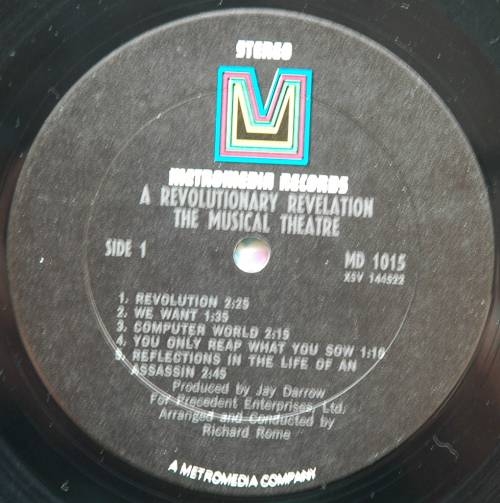 STEREO
METROMEDIA RECORDS
A REVOLUTIONARY REVELATION
THE MUSICAL THEATRE
SIDE 1
MD 1015
XSV 144522
1. REVOLUTION 2:25
2. WE WANT 1:35
3. COMPUTER WORLD 2:15
4. YOU ONLY REAP WHAT YOU SOW 1:16
5. REFLECTIONS IN THE LIFE OF AN
ASSASSIN 2:45
Produced by Jay Darrow
For Precedent Enterprises, Ltd.
Arranged and Conducted by
Richard Rome
A METROMEDIA COMPANY